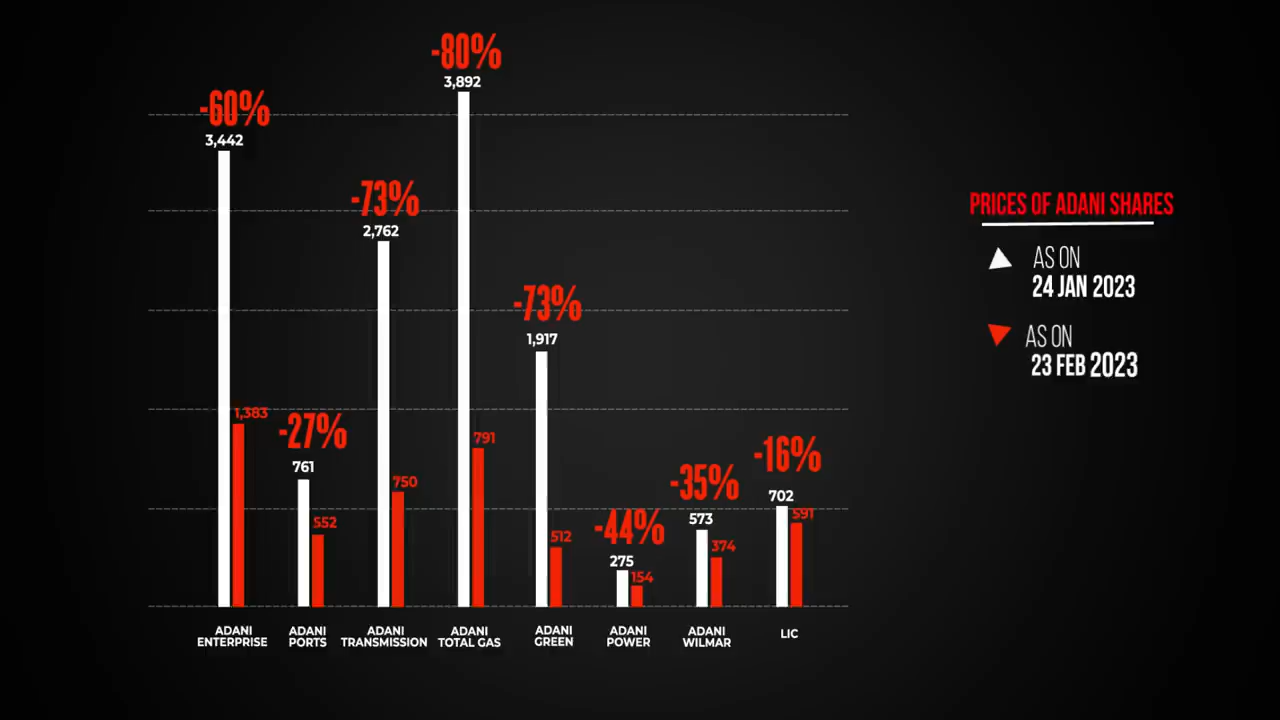 -80%
3,892
-60%
3,442
-73%
2,762
-73%
1,917
1,383
-27%
761
552
750
791
512
-44%
275
154
-35%
573
374
-16%
702
591
ADANI
ENTERPRISE
ADANI
PORTS
ADANI
TRANSMISSION
ADANI
TOTAL GAS
ADANI
GREEN
ADANI
POWER
ADANI
WILMAR
LIC
PRICES OF ADANI SHARES
AS ON
24 JAN 2023
AS ON
23 FEB 2023